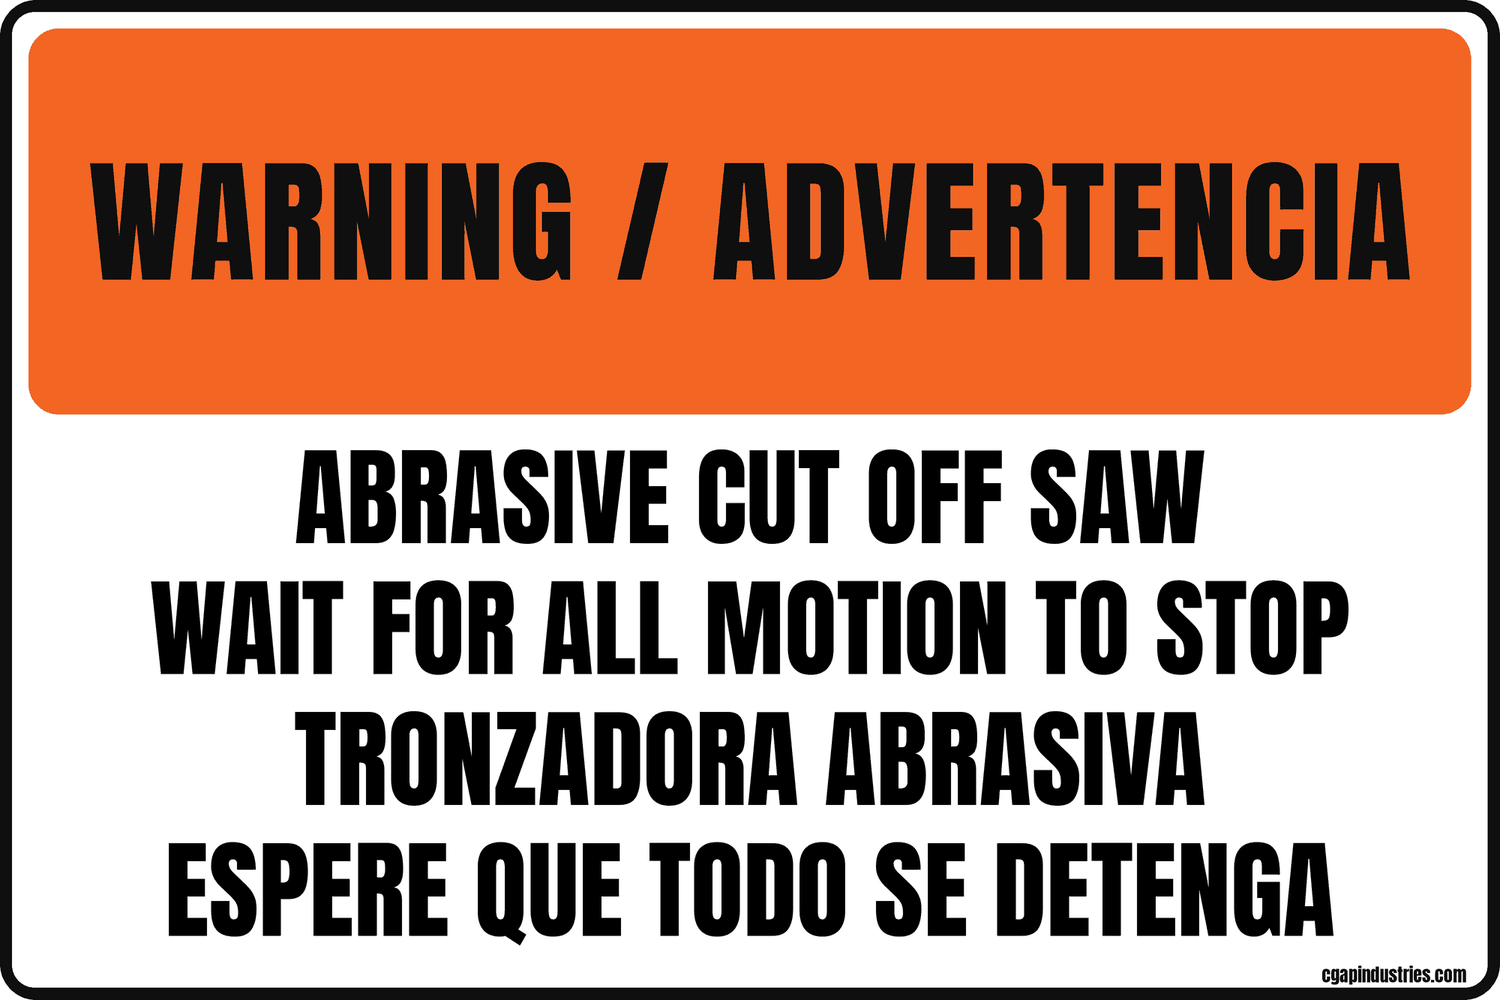 WARNING / ADVERTENCIA
ABRASIVE CUT OFF SAW
WAIT FOR ALL MOTION TO STOP
TRONZADORA ABRASIVA
ESPERE QUE TODO SE DETENGA
cgapindustries.com